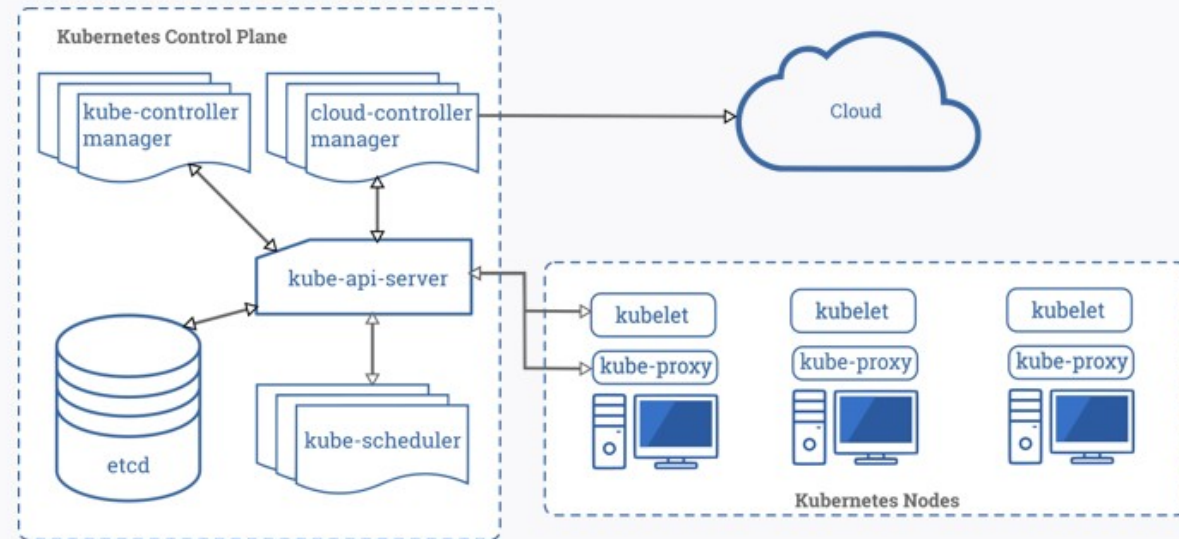 Kubernetes Control Plane
kube-controller
manager
cloud-controller
manager
Cloud
kube-api-server
etcd
kube-scheduler
kubelet
kube-proxy
kubelet
kube-proxy
kubelet
kube-proxy
Kubernetes Nodes